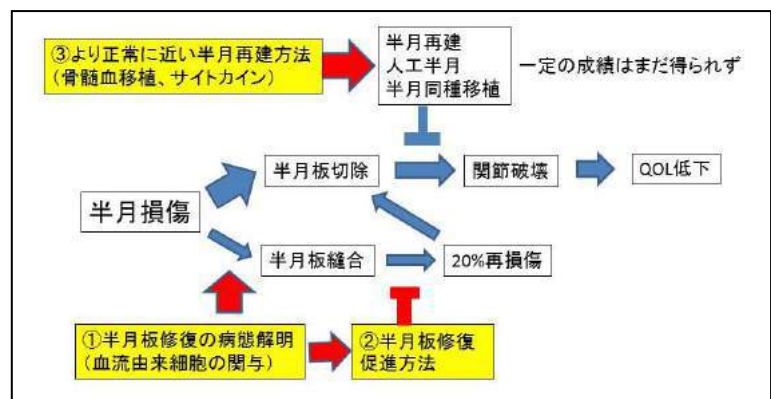 ③より正常に近い半月再建方法
(骨髄血移植、サイトカイン)
半月再建
人工半月
半月同種移植
一定の成績はまだ得られず
半月板切除
関節破壊
QOL低下
半月損傷
半月板縫合
20%再損傷
①半月板修復の病態解明
(血流由来細胞の関与)
②半月板修復
促進方法